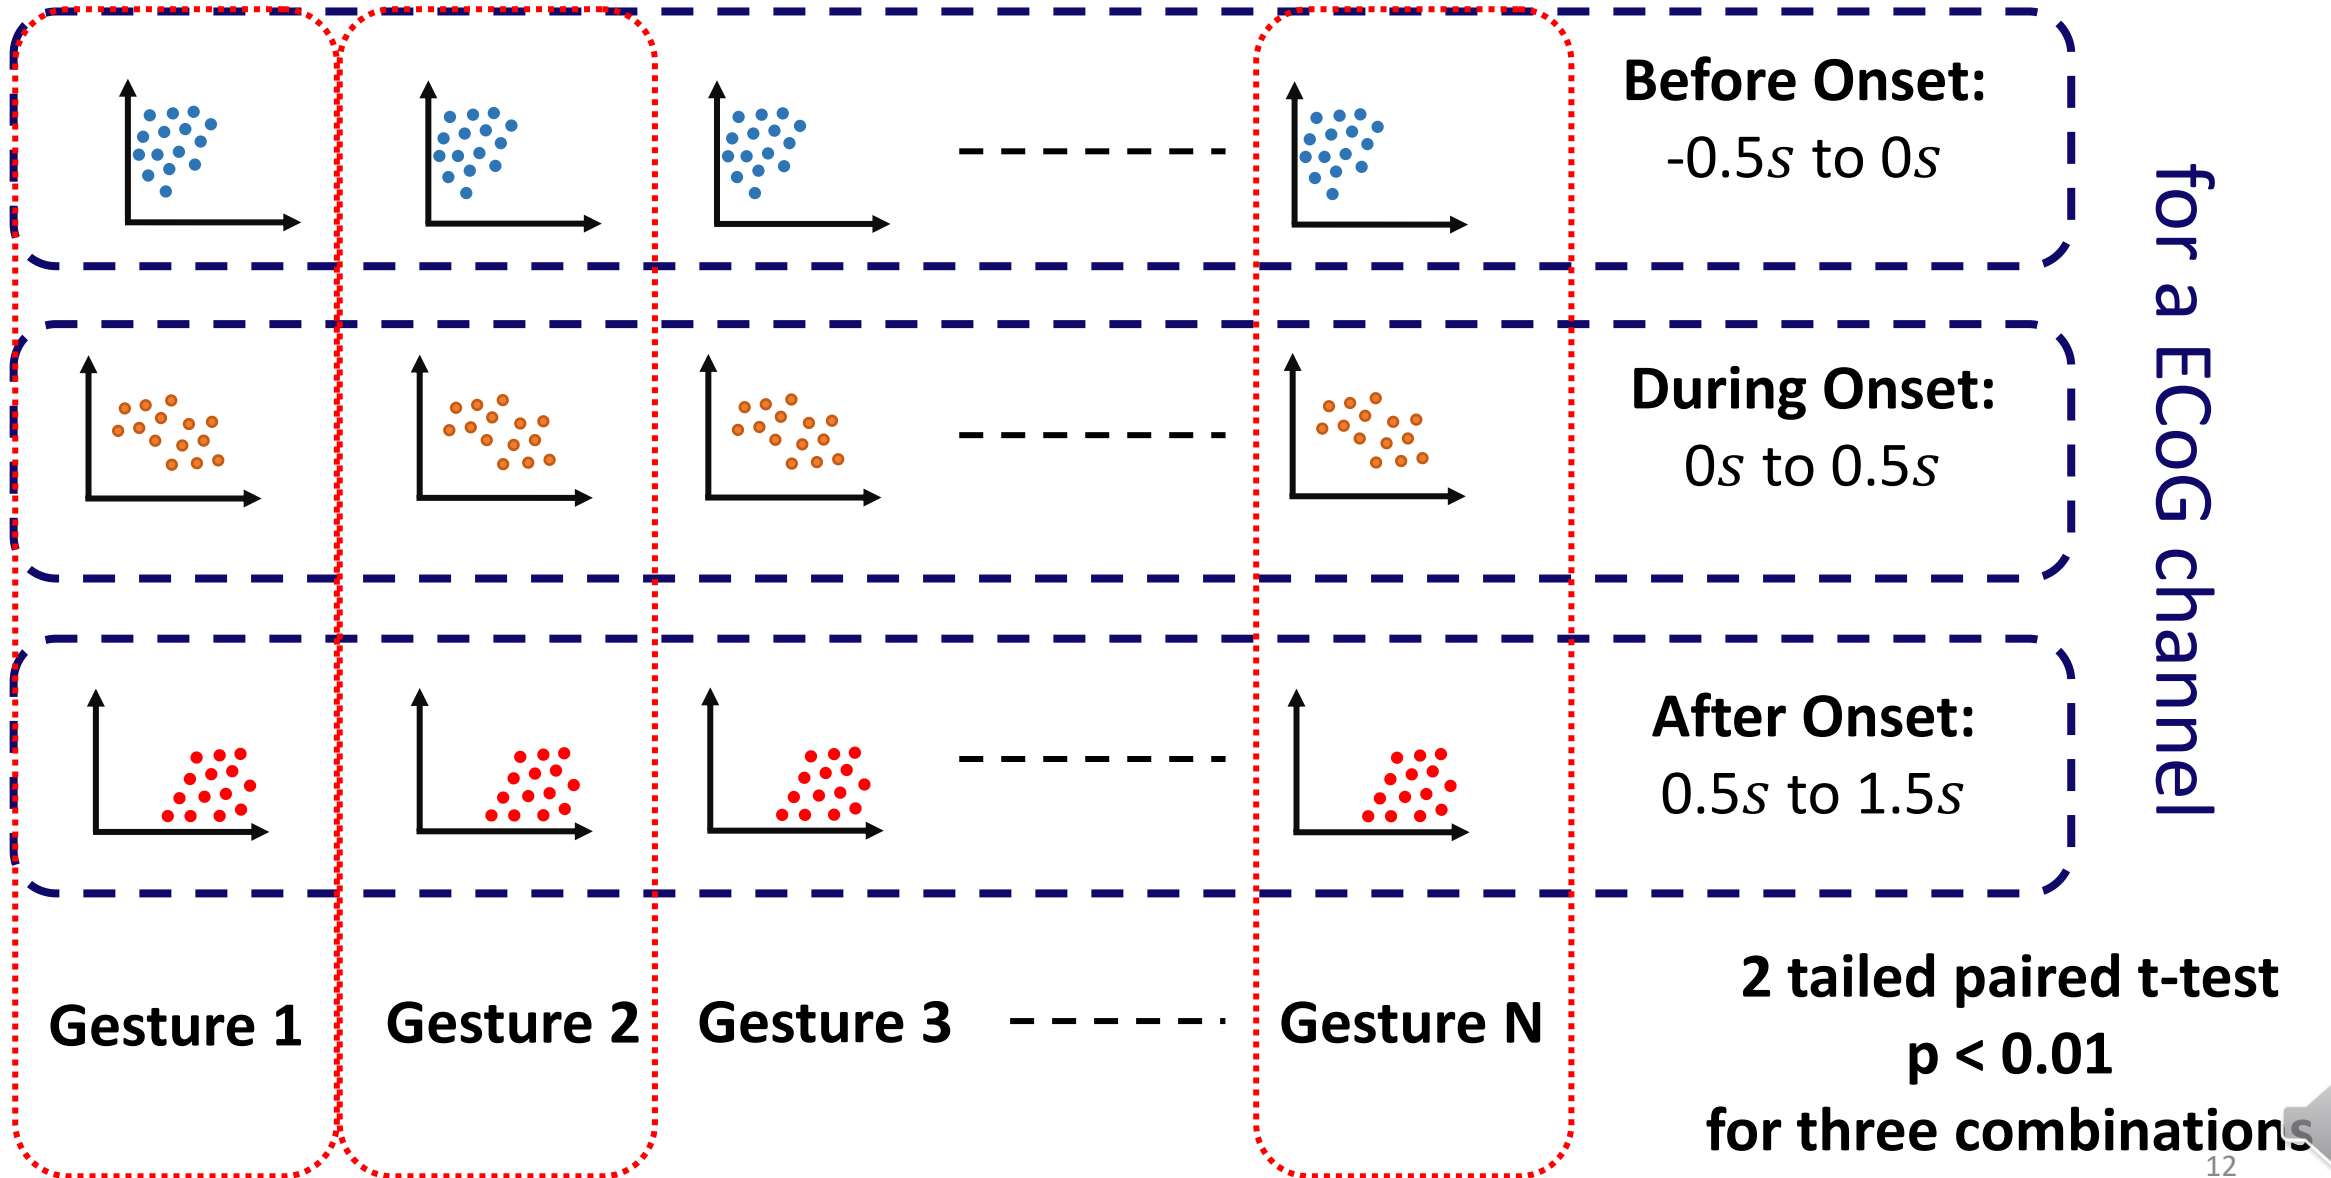 Before Onset:
-0.5s to 0s
During Onset:
0s to 0.5s
After Onset:
0.5s to 1.5s
for a ECoG channel
Gesture 1
Gesture 2
Gesture 3
Gesture N
2 tailed paired t-test
p < 0.01
for three combinations
12